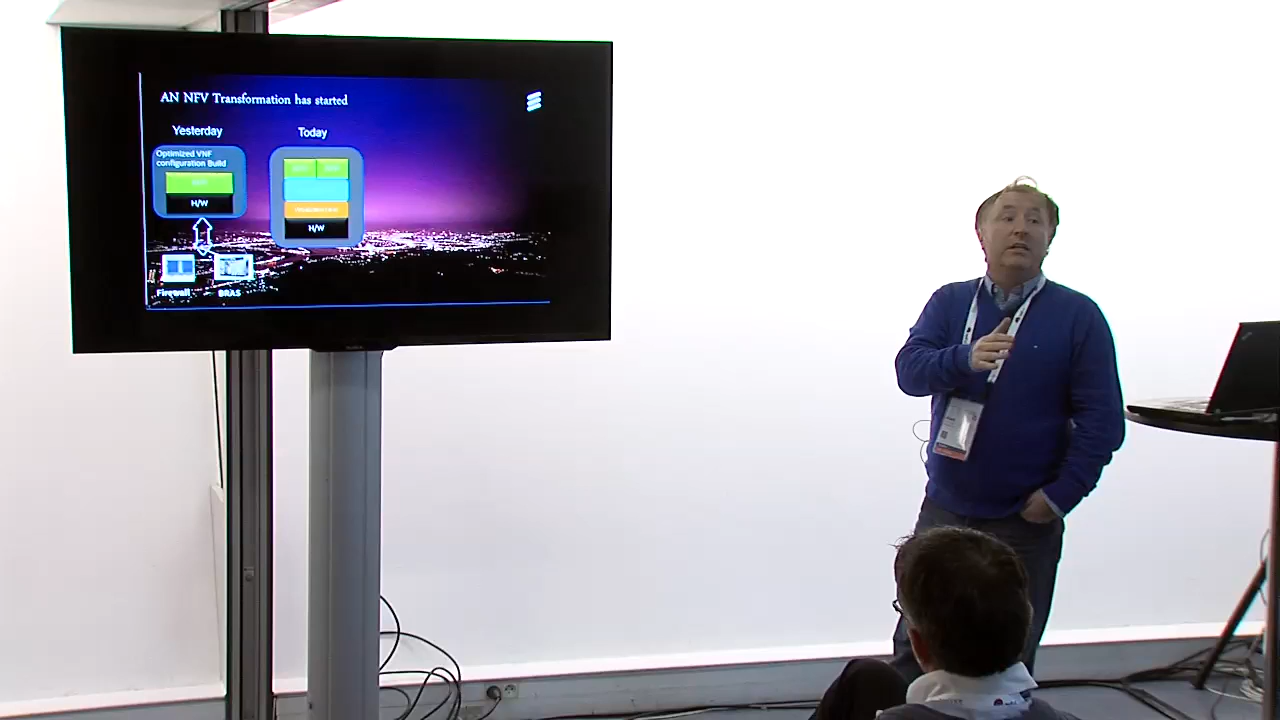 AN NFV Transformation has started
Yesterday
Today
Optimized VNF
configuration Build
H/W
H/W
Firewall
BRAS